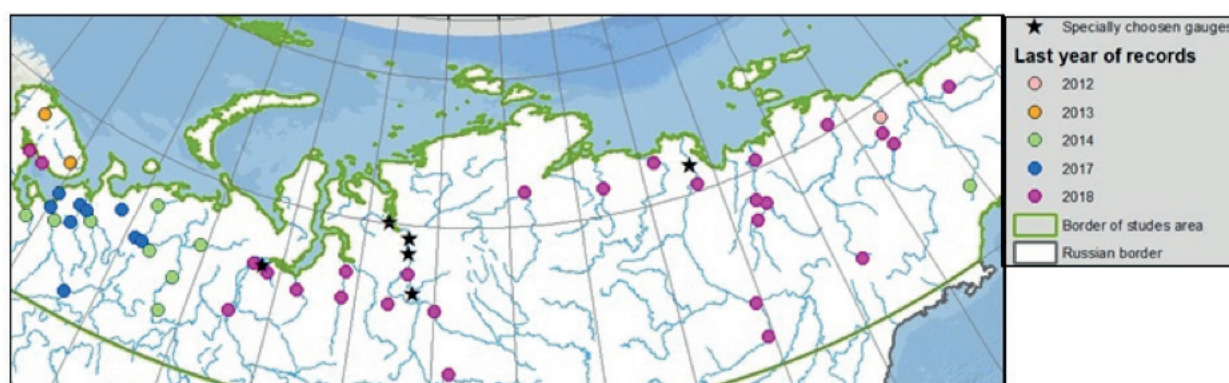 Specially choosen gauges
Last year of records
2012
2013
2014
2017
2018
Border of studes area
Russian border